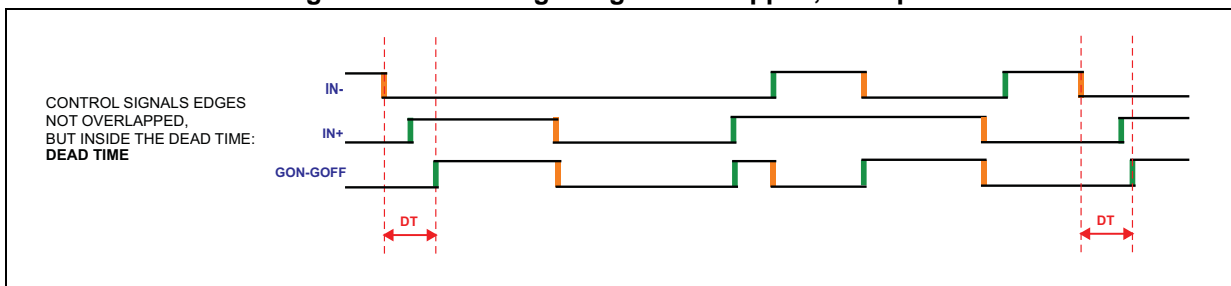 CONTROL SIGNALS EDGES
NOT OVERLAPPED,
BUT INSIDE THE DEAD TIME:
DEAD TIME
IN-
IN+
GON-GOFF
DT
DT